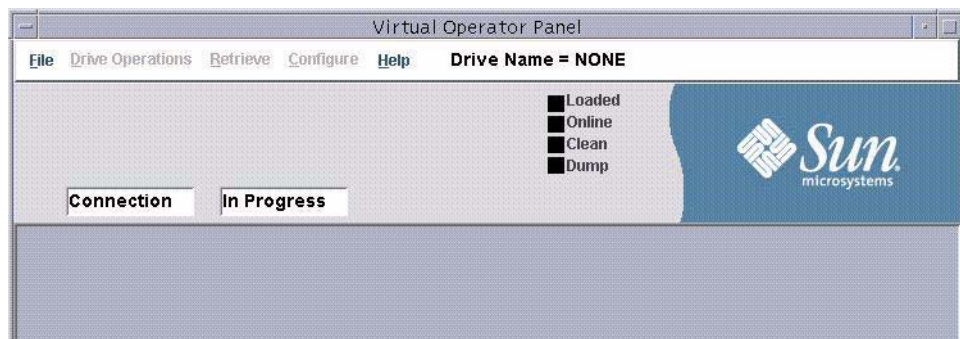 Virtual Operator Panel
File Drive Operations Retrieve Configure Help Drive Name = NONE
Loaded
Online
Clean
Dump
Sun
microsystems
Connection In Progress